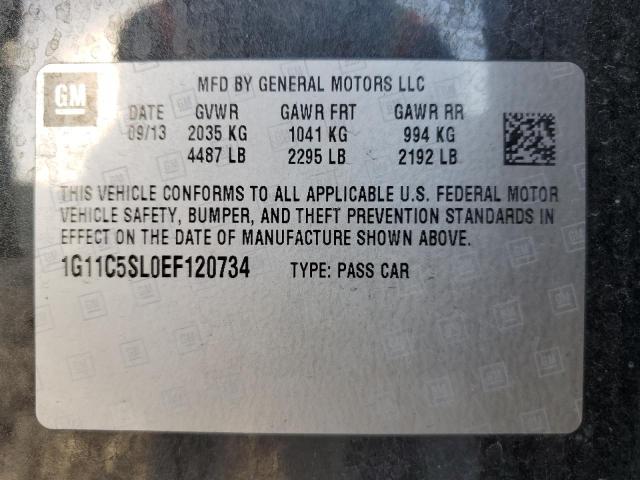 GM
MFD BY GENERAL MOTORS LLC
DATE GVWR GAWR FRT GAWR RR
09/13 2035 KG 1041 KG 994 KG
4487 LB 2295 LB 2192 LB
THIS VEHICLE CONFORMS TO ALL APPLICABLE U.S. FEDERAL MOTOR
VEHICLE SAFETY, BUMPER, AND THEFT PREVENTION STANDARDS IN
EFFECT ON THE DATE OF MANUFACTURE SHOWN ABOVE.
1G11C5SL0EF120734 TYPE: PASS CAR